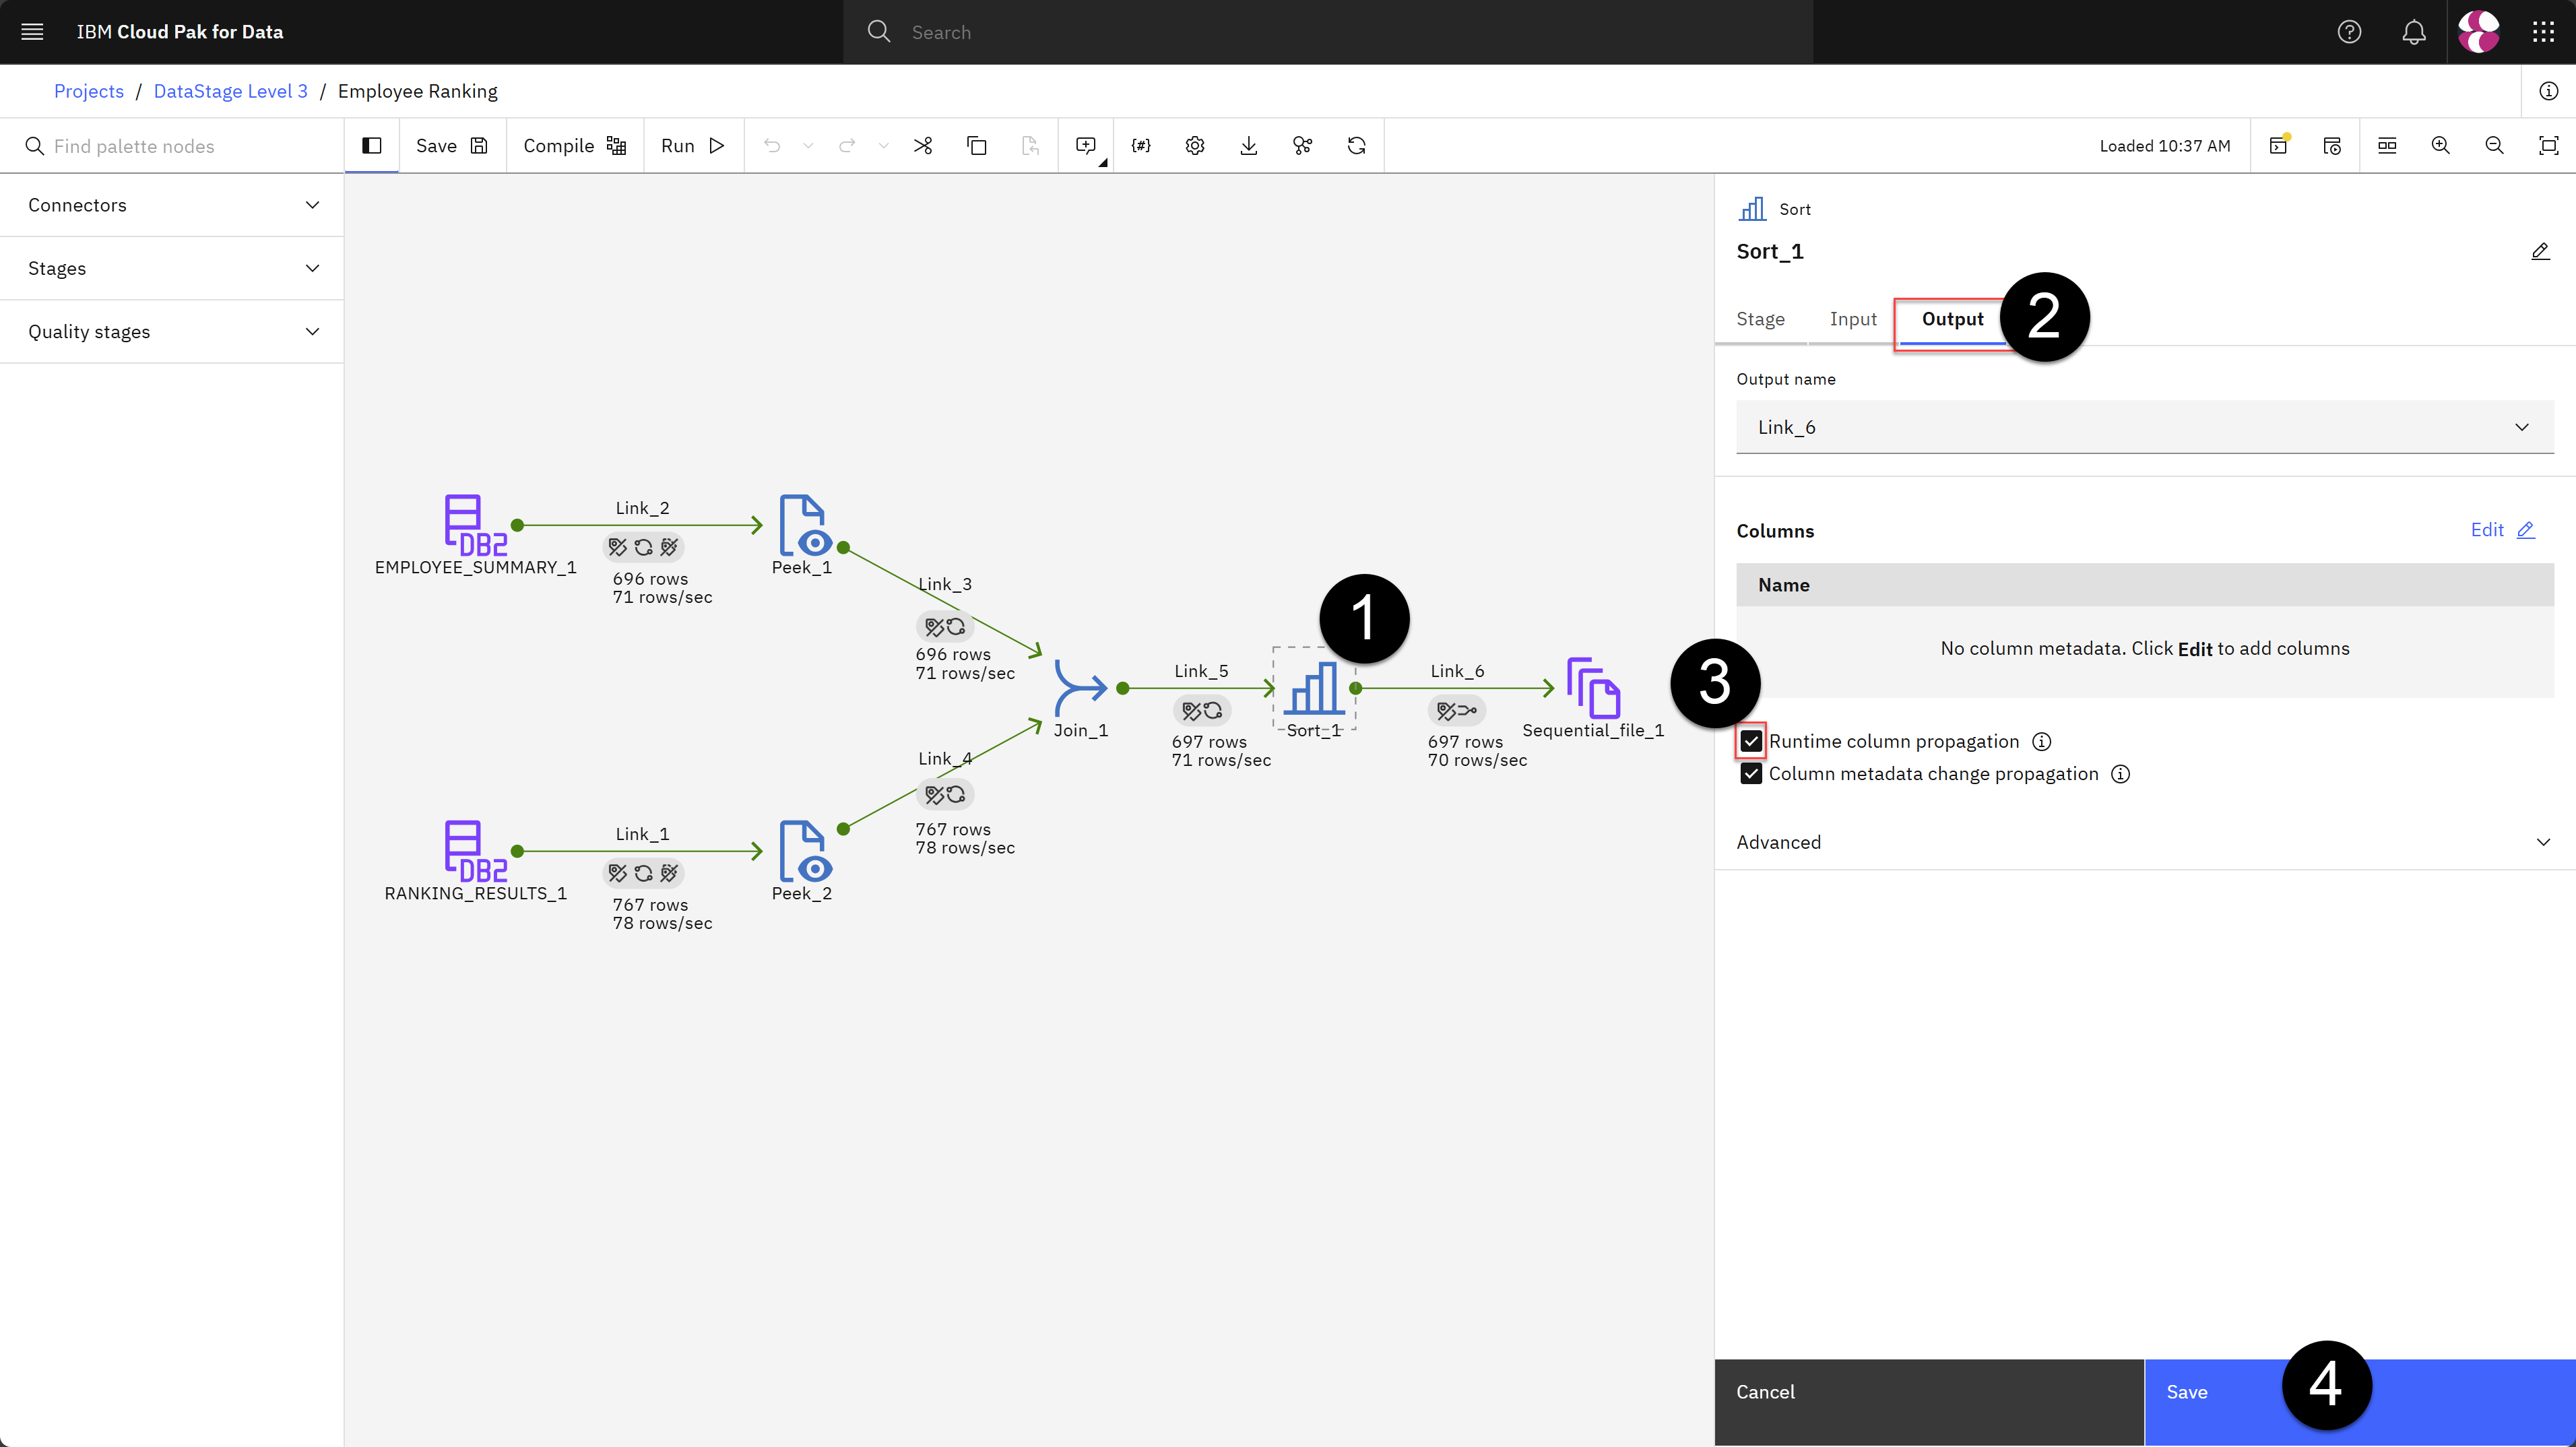 IBM Cloud Pak for Data
Search
Projects / DataStage Level 3 / Employee Ranking
Find palette nodes
Save
Compile
Run
{#}
Loaded 10:37 AM
Connectors
Stages
Quality stages
DB2
EMPLOYEE_SUMMARY_1
Link_2
696 rows
71 rows/sec
Peek_1
Link_3
696 rows
71 rows/sec
Join_1
Link_5
697 rows
71 rows/sec
1
Sort_1
Link_6
697 rows
70 rows/sec
Sequential_file_1
Link_4
767 rows
78 rows/sec
DB2
RANKING_RESULTS_1
Link_1
767 rows
78 rows/sec
Peek_2
Sort
Sort_1
Stage
Input
Output
2
Output name
Link_6
Columns
Edit
Name
No column metadata. Click Edit to add columns
3
Runtime column propagation
Column metadata change propagation
Advanced
Cancel
Save
4